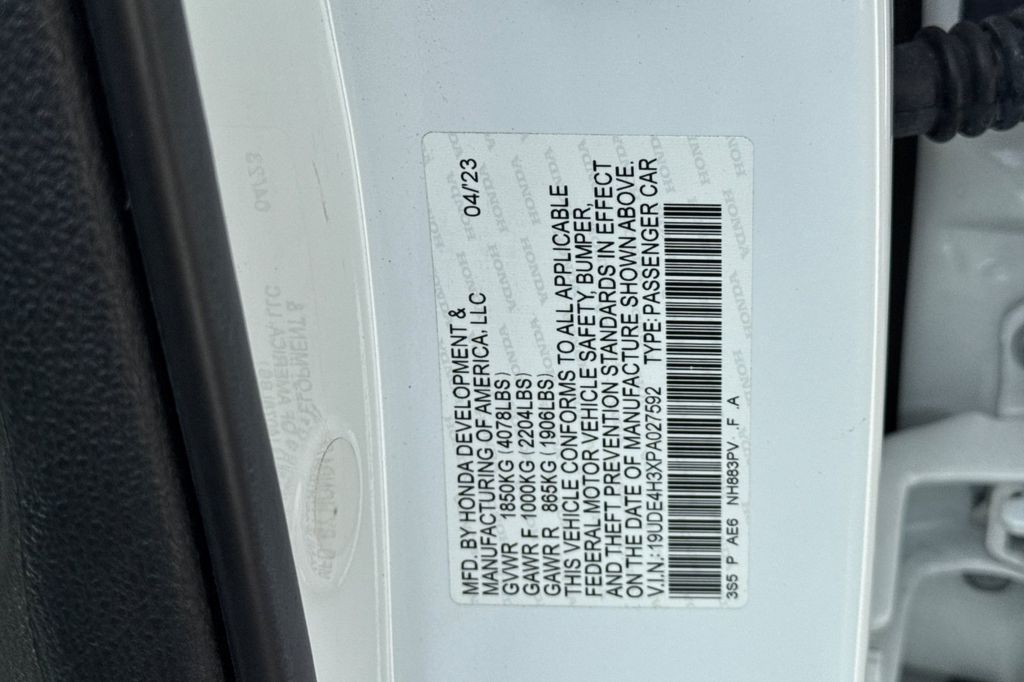 MFD. BY HONDA DEVELOPMENT &
MANUFACTURING OF AMERICA, LLC 04/'23
GVWR 1850KG (4078LBS)
GAWR F 1000KG (2204LBS)
GAWR R 865KG (1906LBS)
THIS VEHICLE CONFORMS TO ALL APPLICABLE
FEDERAL MOTOR VEHICLE SAFETY, BUMPER,
AND THEFT PREVENTION STANDARDS IN EFFECT
ON THE DATE OF MANUFACTURE SHOWN ABOVE.
V.I.N.: 19UDE4H3XPA027592 TYPE: PASSENGER CAR
3S5 P AE6 NH883PV .F .A